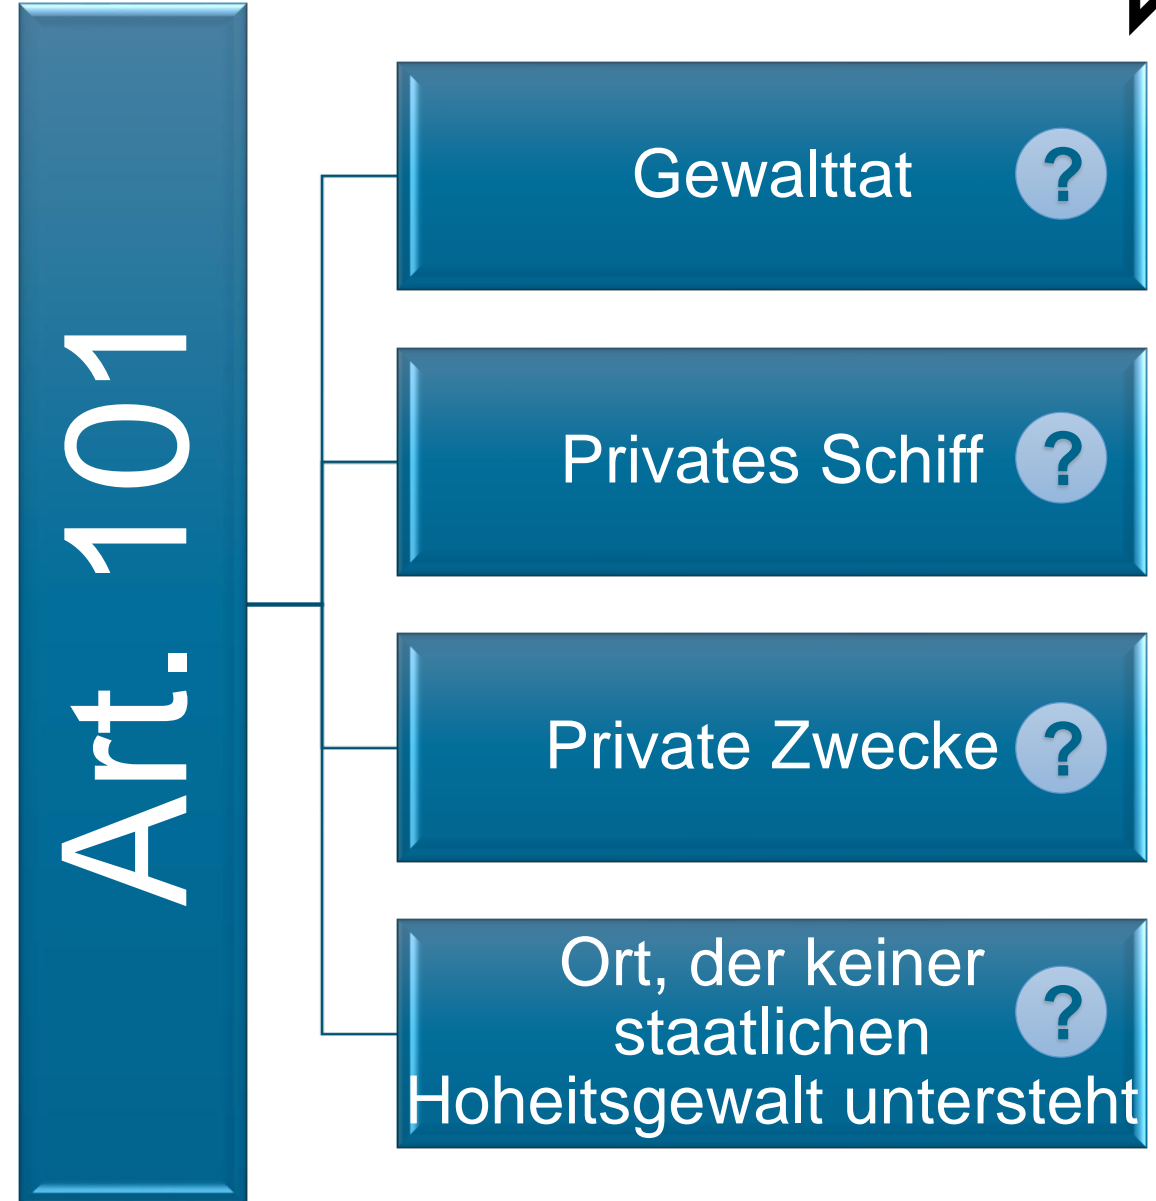 Art. 101
Gewalttat ?
Privates Schiff ?
Private Zwecke ?
Ort, der keiner
staatlichen ?
Hoheitsgewalt untersteht